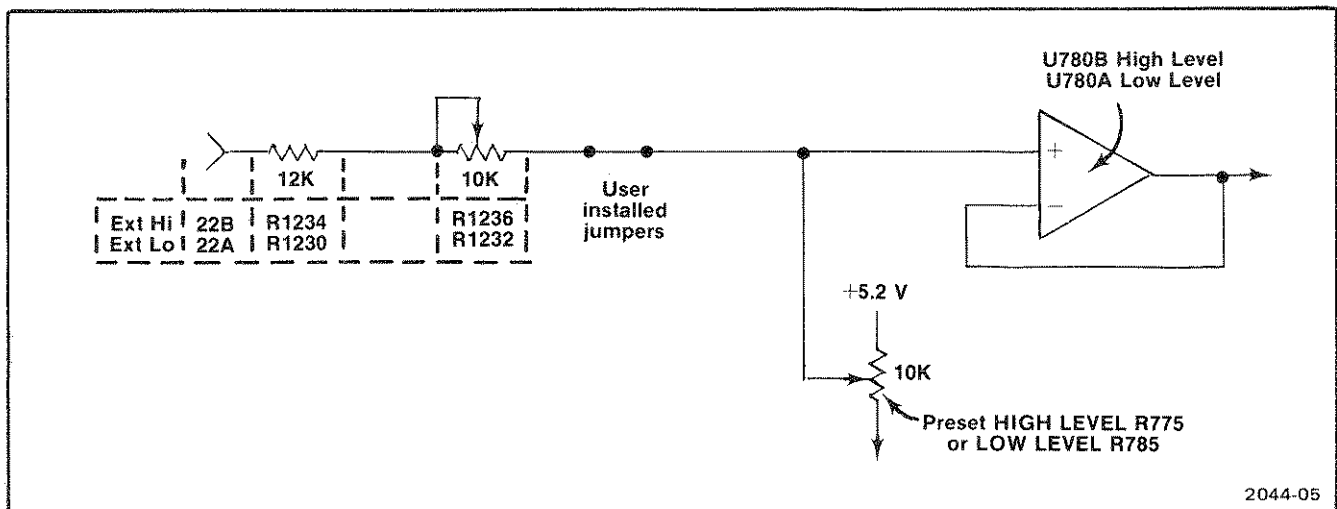 U780B High Level
U780A Low Level
12K
10K
User
installed
jumpers
Ext Hi 22B R1234 R1236
Ext Lo 22A R1230 R1232
+
−
+5.2 V
10K
Preset HIGH LEVEL R775
or LOW LEVEL R785
2044-05